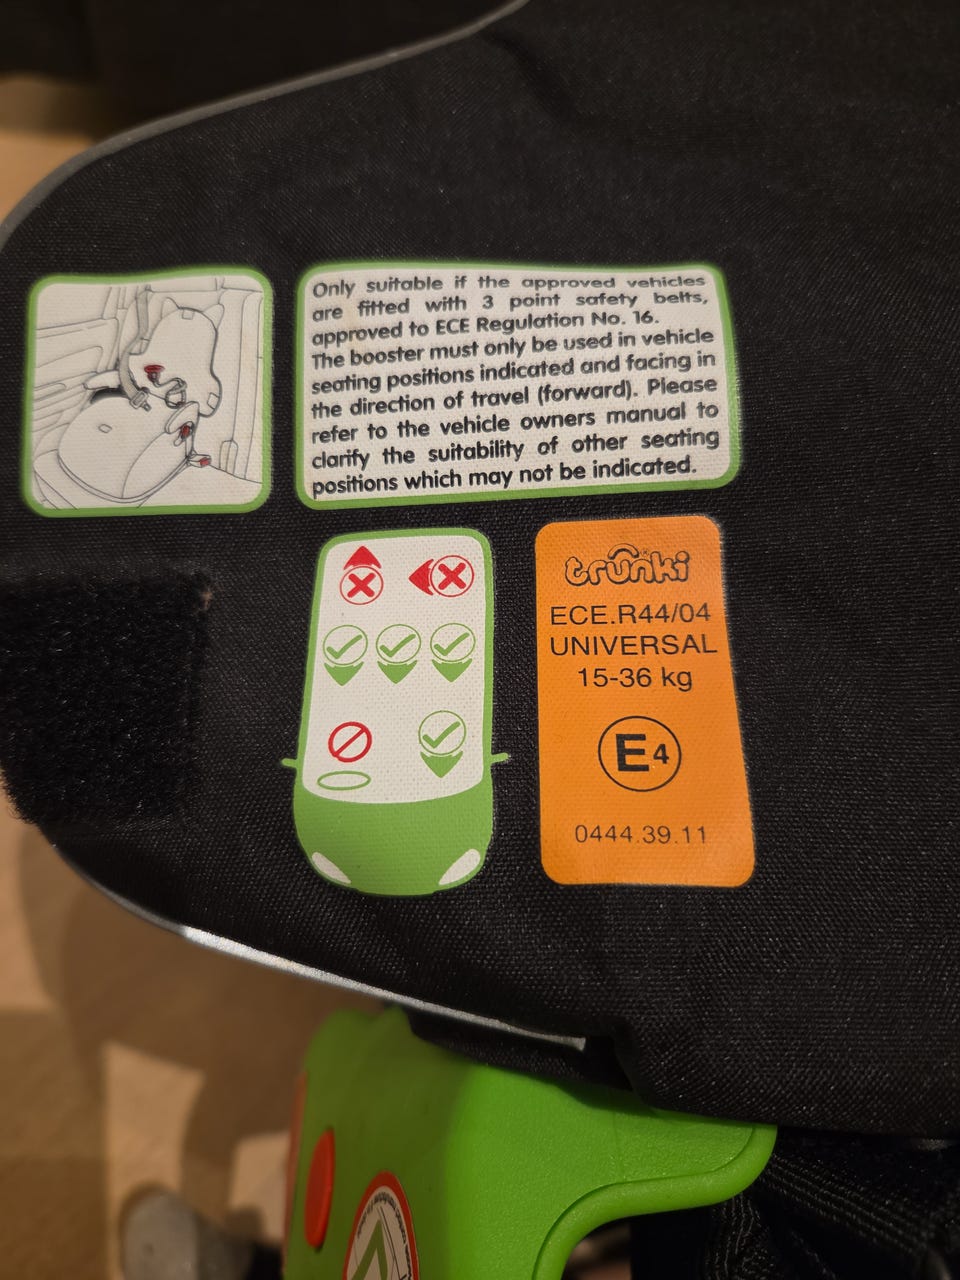 Only suitable if the approved vehicles
are fitted with 3 point safety belts,
approved to ECE Regulation No. 16.
The booster must only be used in vehicle
seating positions indicated and facing in
the direction of travel (forward). Please
refer to the vehicle owners manual to
clarify the suitability of other seating
positions which may not be indicated.
trunki
ECE.R44/04
UNIVERSAL
15-36 kg
E4
0444.39.11